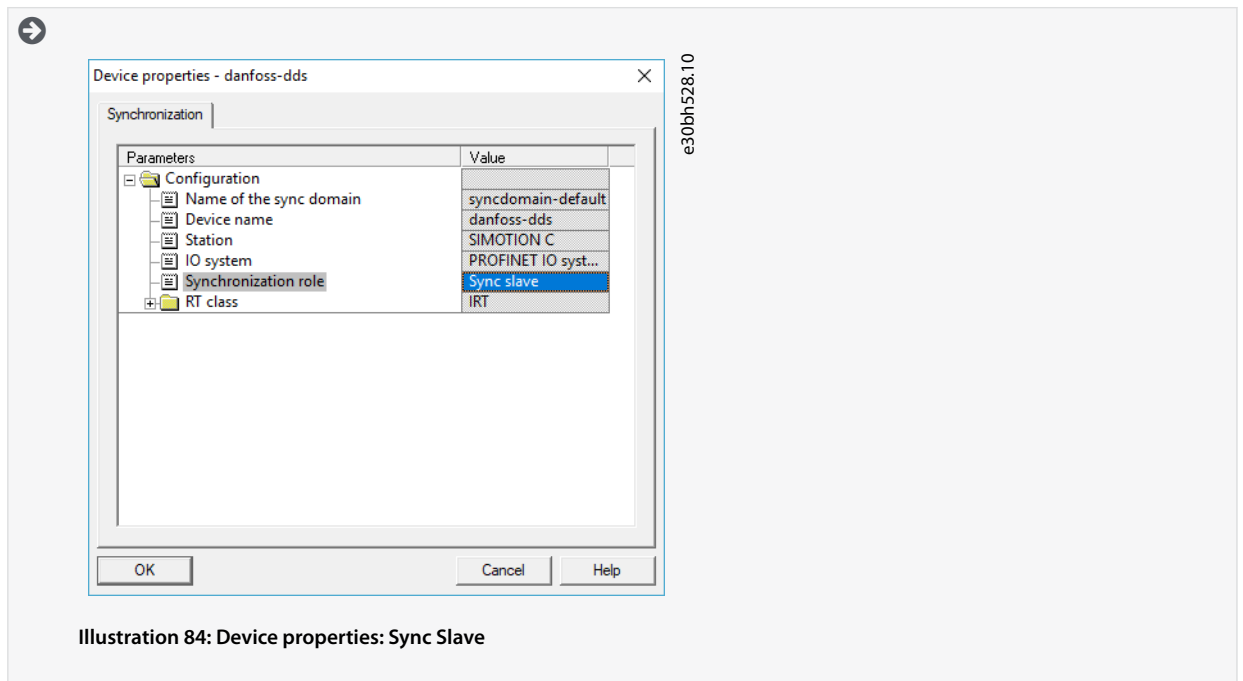 Device properties - danfoss-dds
Synchronization
Parameters Value
Configuration
Name of the sync domain syncdomain-default
Device name danfoss-dds
Station SIMOTION C
IO system PROFINET IO syst...
Synchronization role Sync slave
RT class IRT
OK Cancel Help
e30bh528.10
Illustration 84: Device properties: Sync Slave